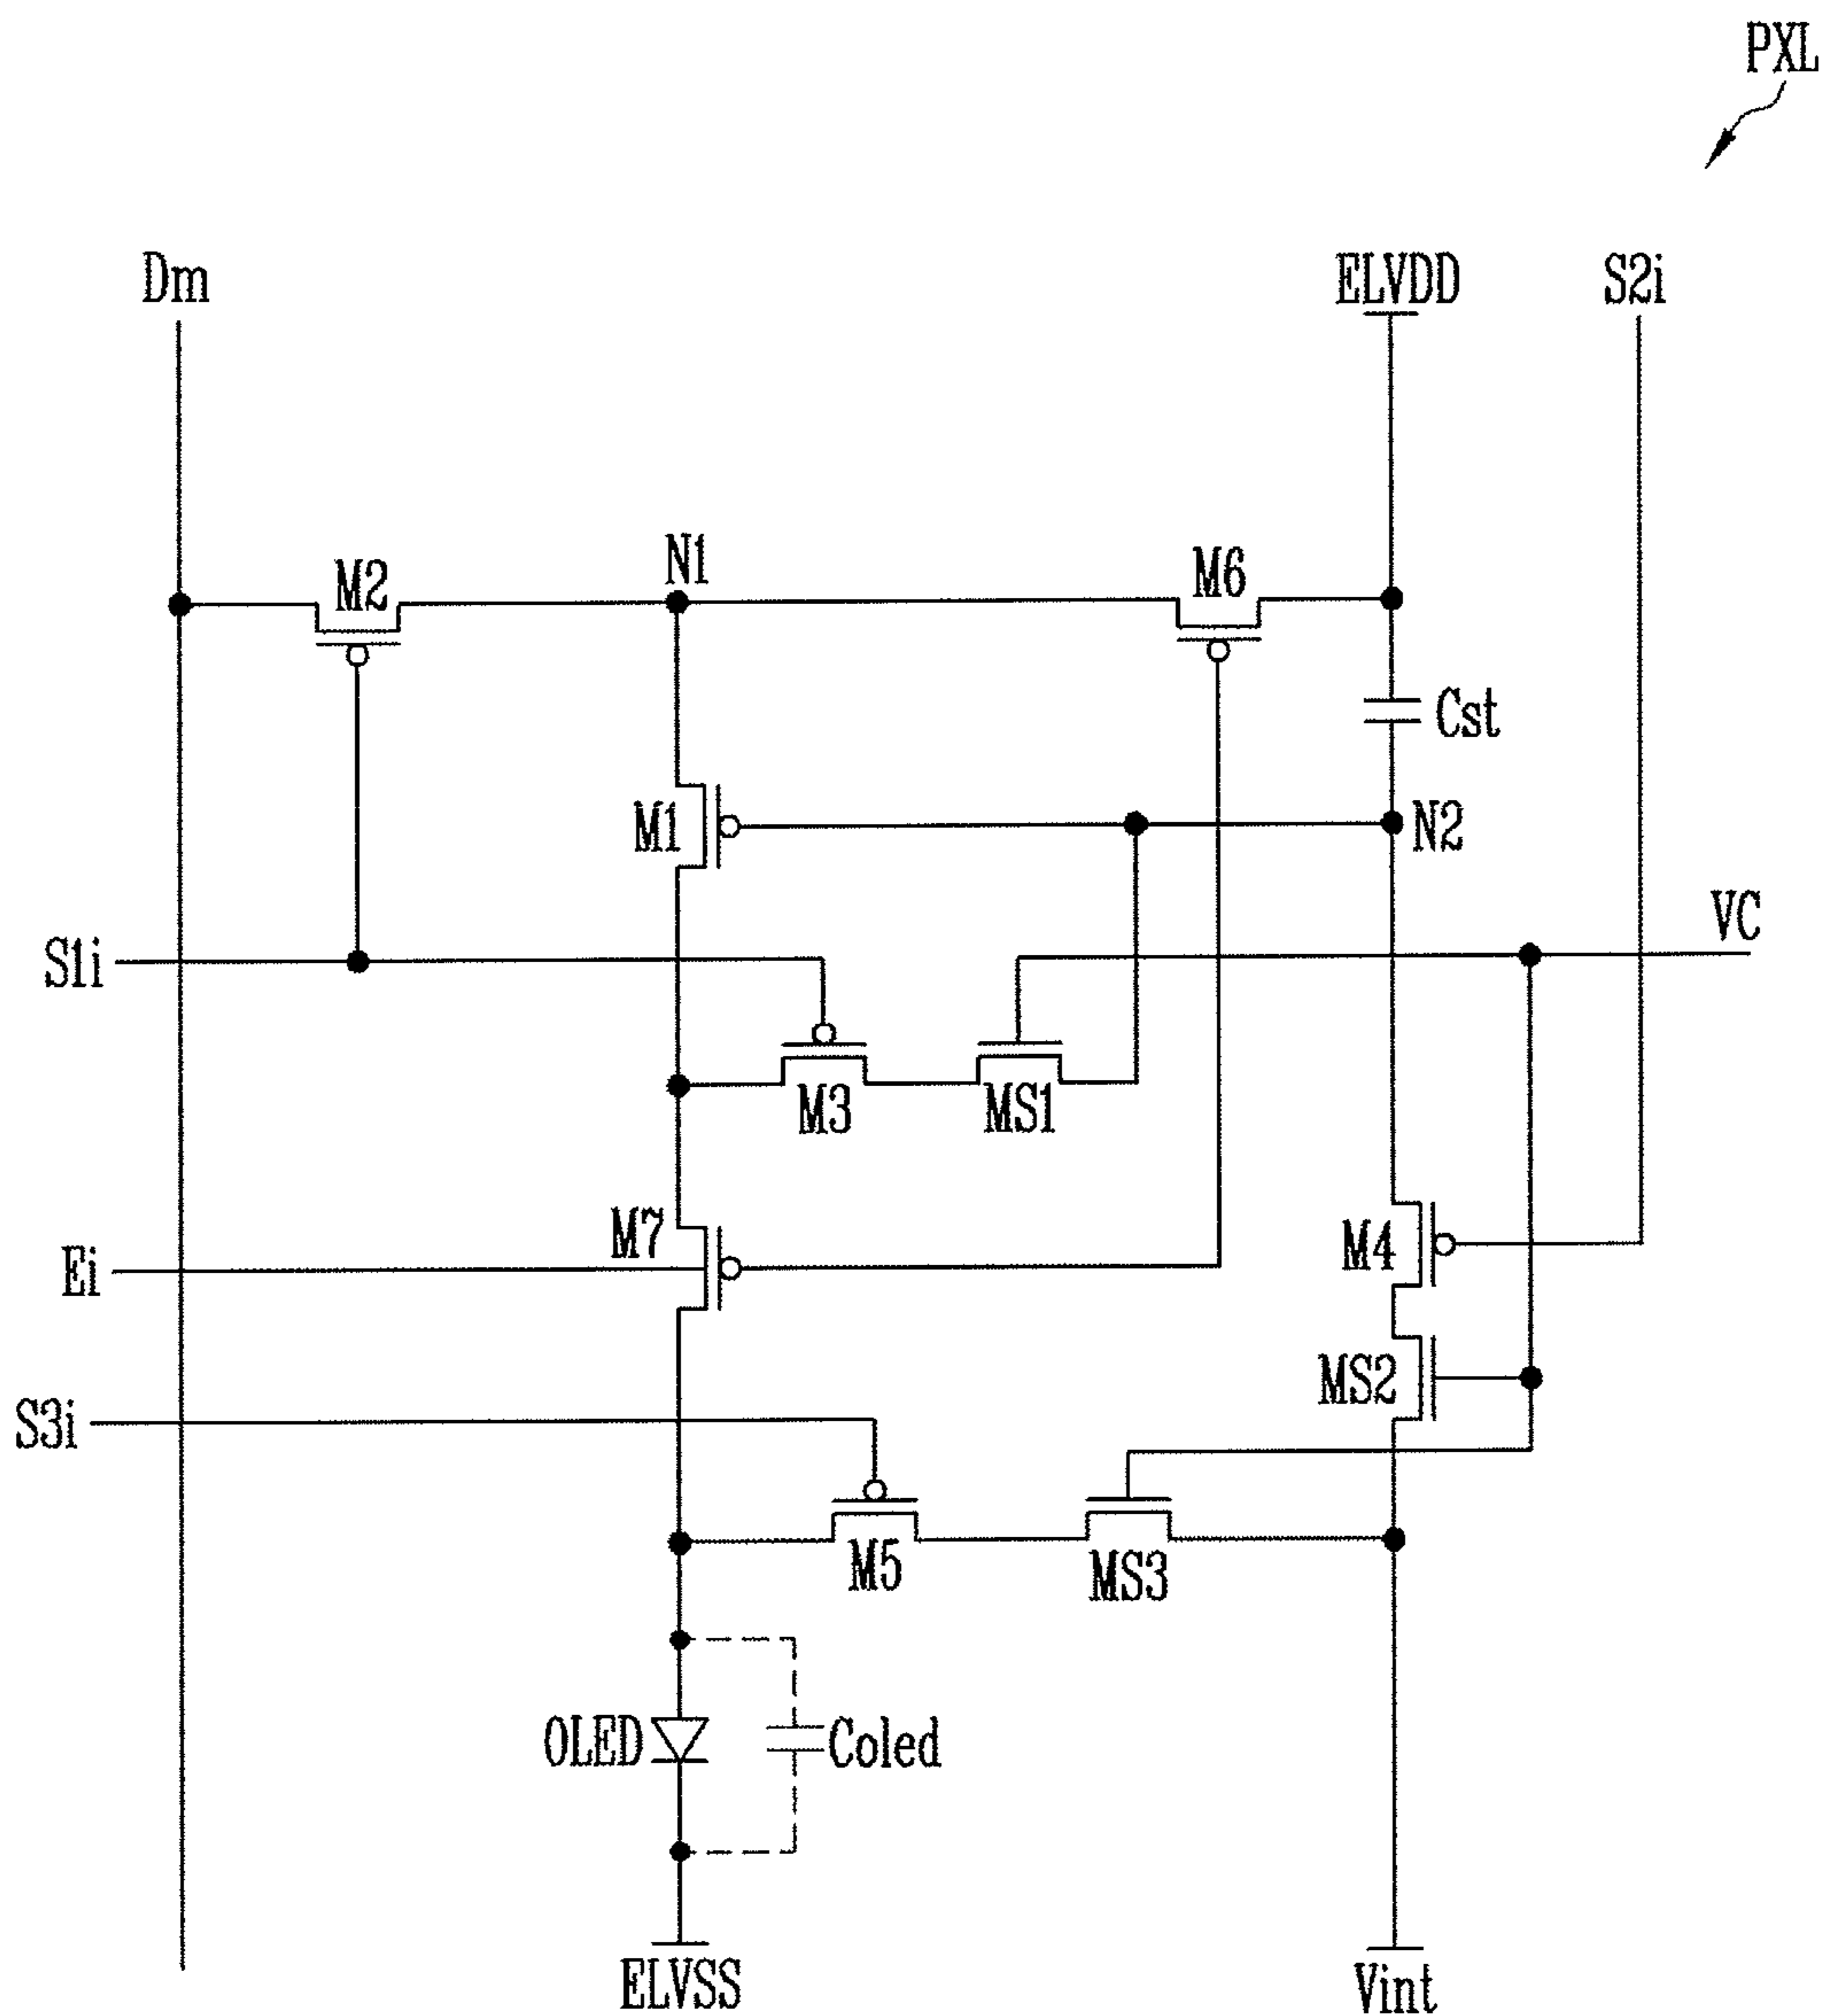 PXL
Dm
ELVDD
S2i
M2
N1
M6
Cst
M1
N2
S1i
VC
M3
MS1
M7
M4
Ei
MS2
S3i
M5
MS3
OLED
Coled
ELVSS
Vint